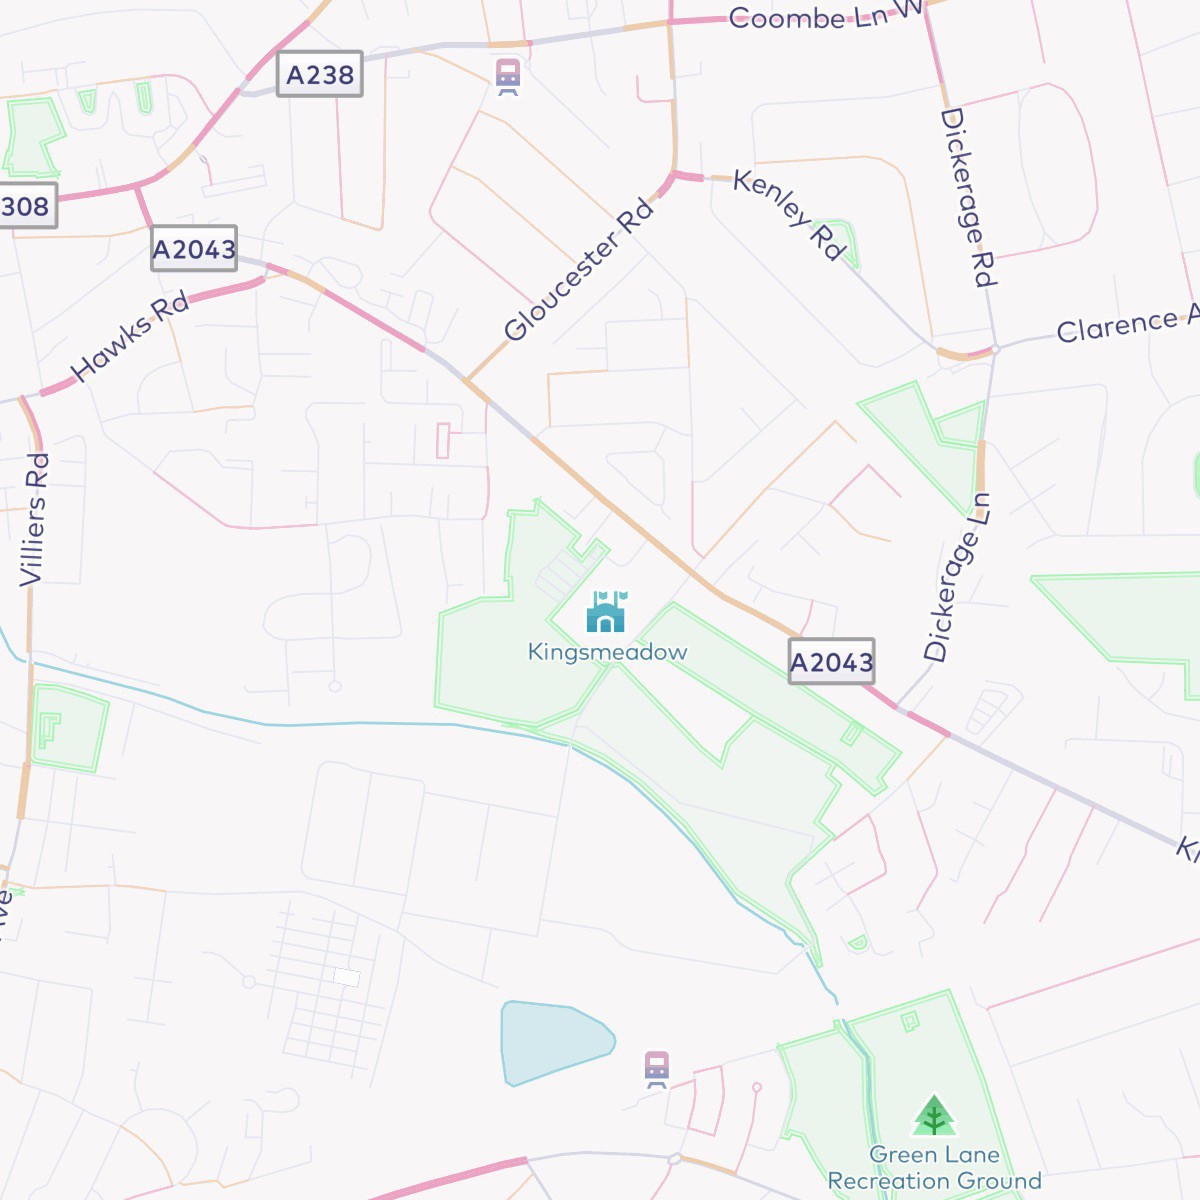 Coombe Ln W
A238
Dickerage Rd
Kenley Rd
308
Gloucester Rd
A2043
Hawks Rd
Clarence A
Villiers Rd
Dickerage Ln
Kingsmeadow
A2043
Green Lane
Recreation Ground